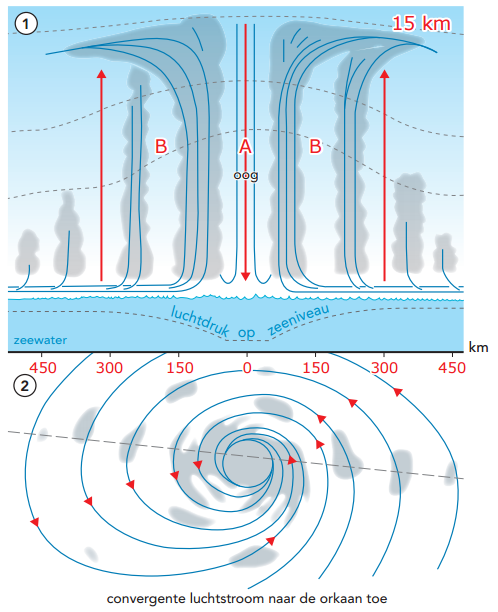 1
15 km
B
A
B
oog
luchtdruk op zeeniveau
zeewater
km
450 300 150 0 150 300 450
2
convergente luchtstroom naar de orkaan toe